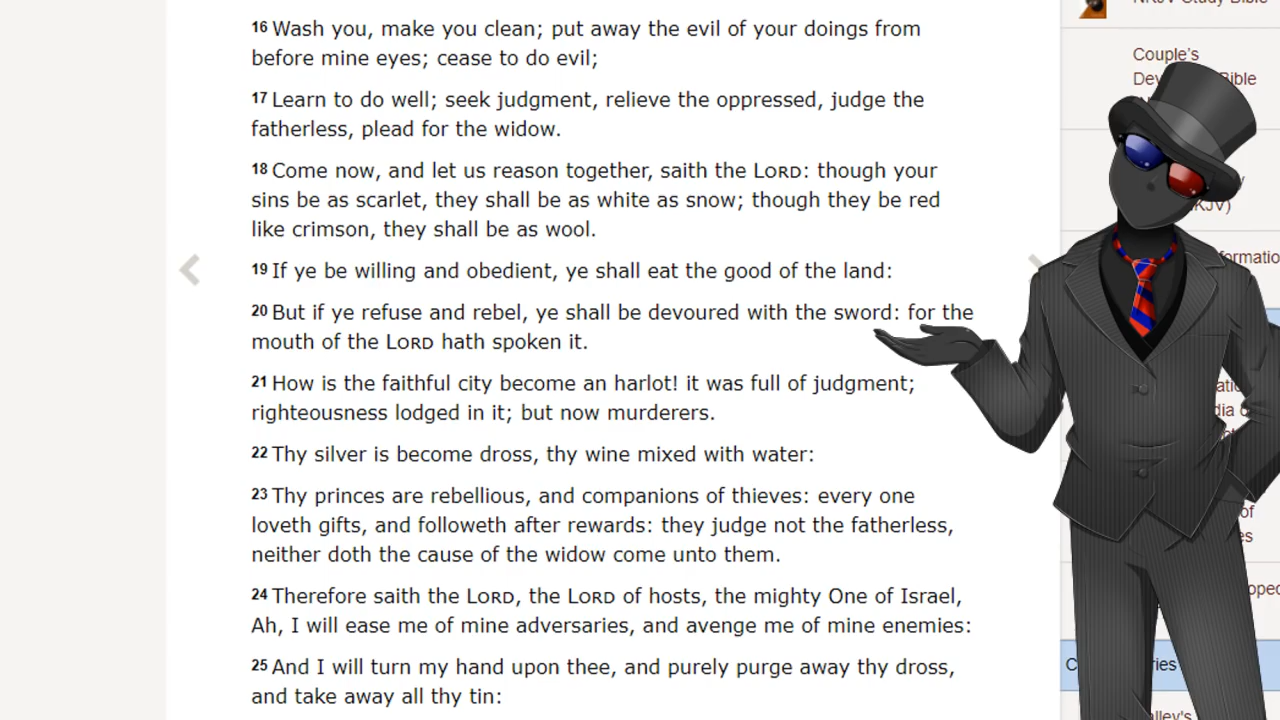 16 Wash you, make you clean; put away the evil of your doings from
before mine eyes; cease to do evil;
17 Learn to do well; seek judgment, relieve the oppressed, judge the
fatherless, plead for the widow.
18 Come now, and let us reason together, saith the LORD: though your
sins be as scarlet, they shall be as white as snow; though they be red
like crimson, they shall be as wool.
19 If ye be willing and obedient, ye shall eat the good of the land:
20 But if ye refuse and rebel, ye shall be devoured with the sword: for the
mouth of the LORD hath spoken it.
21 How is the faithful city become an harlot! it was full of judgment;
righteousness lodged in it; but now murderers.
22 Thy silver is become dross, thy wine mixed with water:
23 Thy princes are rebellious, and companions of thieves: every one
loveth gifts, and followeth after rewards: they judge not the fatherless,
neither doth the cause of the widow come unto them.
24 Therefore saith the LORD, the LORD of hosts, the mighty One of Israel,
Ah, I will ease me of mine adversaries, and avenge me of mine enemies:
25 And I will turn my hand upon thee, and purely purge away thy dross,
and take away all thy tin:
NKJV Study Bible
Couple's
Bible
of